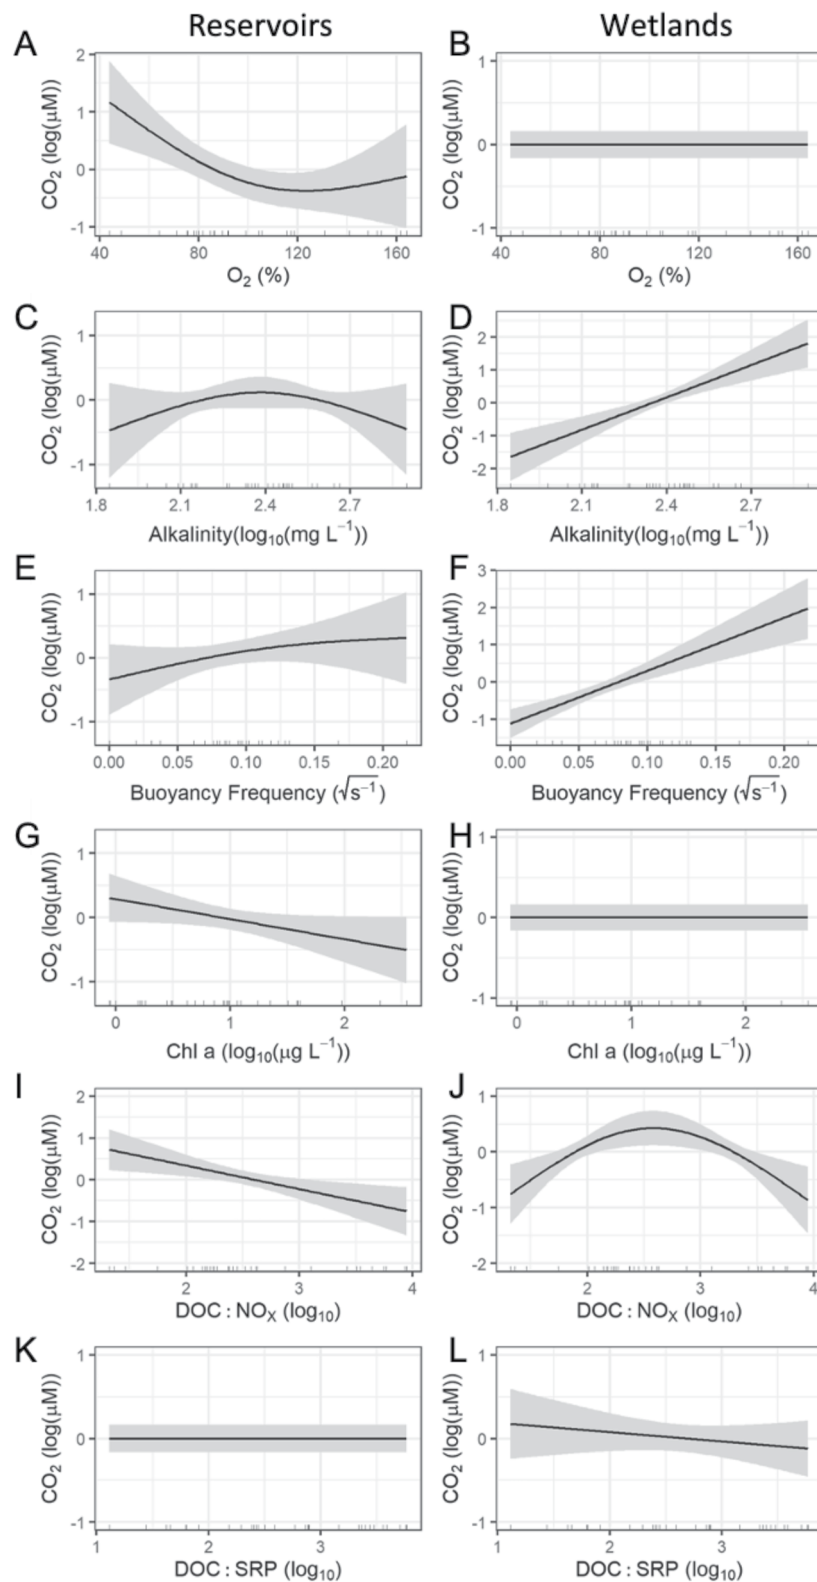 Reservoirs Wetlands
A B
2 1 0 -1
CO₂ (log(μM))
40 80 120 160
O₂ (%)
1 0 -1
CO₂ (log(μM))
40 80 120 160
O₂ (%)
C D
1 0 -1
CO₂ (log(μM))
1.8 2.1 2.4 2.7
Alkalinity(log₁₀(mg L⁻¹))
2 1 0 -1 -2
CO₂ (log(μM))
1.8 2.1 2.4 2.7
Alkalinity(log₁₀(mg L⁻¹))
E F
1 0 -1
CO₂ (log(μM))
0.00 0.05 0.10 0.15 0.20
Buoyancy Frequency (√s⁻¹)
3 2 1 0 -1
CO₂ (log(μM))
0.00 0.05 0.10 0.15 0.20
Buoyancy Frequency (√s⁻¹)
G H
1 0 -1
CO₂ (log(μM))
0 1 2
Chl a (log₁₀(μg L⁻¹))
1 0 -1
CO₂ (log(μM))
0 1 2
Chl a (log₁₀(μg L⁻¹))
I J
2 1 0 -1 -2
CO₂ (log(μM))
2 3 4
DOC : NOₓ (log₁₀)
1 0 -1 -2
CO₂ (log(μM))
2 3 4
DOC : NOₓ (log₁₀)
K L
1 0 -1
CO₂ (log(μM))
1 2 3
DOC : SRP (log₁₀)
1 0 -1
CO₂ (log(μM))
1 2 3
DOC : SRP (log₁₀)